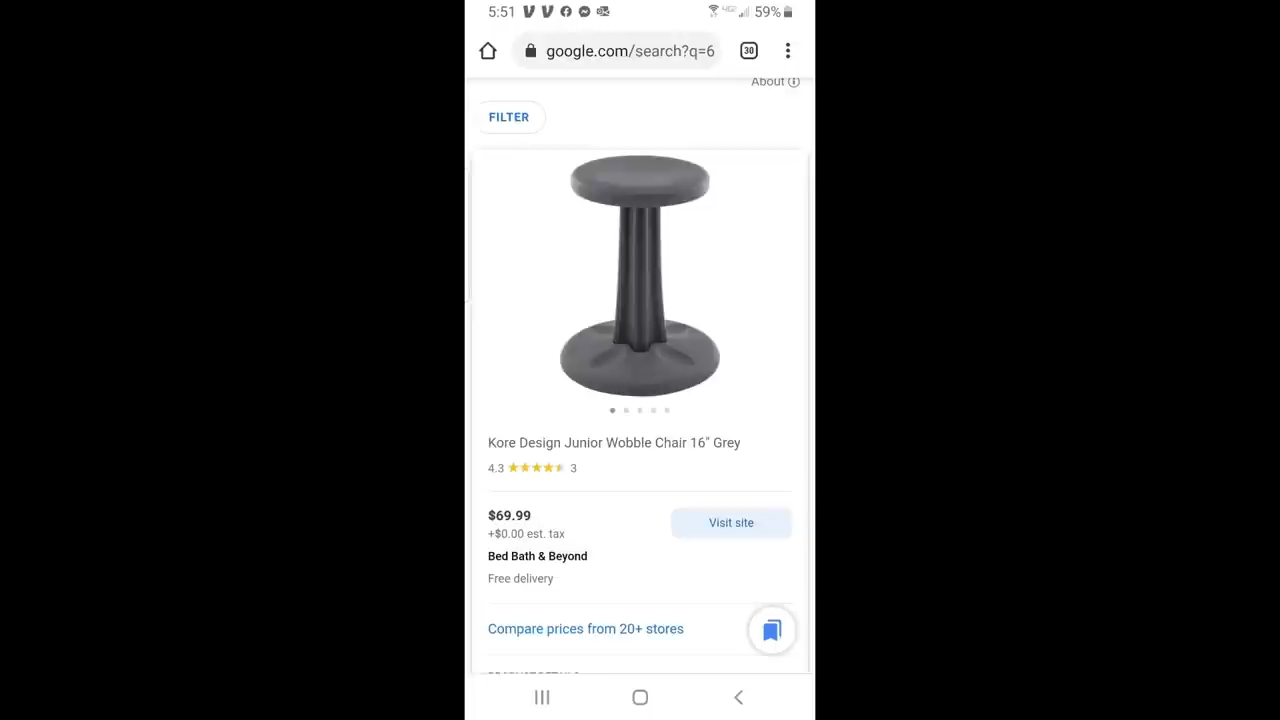 5:51 59%
google.com/search?q=6 30
About
FILTER
Kore Design Junior Wobble Chair 16" Grey
4.3 3
$69.99
Visit site
+$0.00 est. tax
Bed Bath & Beyond
Free delivery
Compare prices from 20+ stores